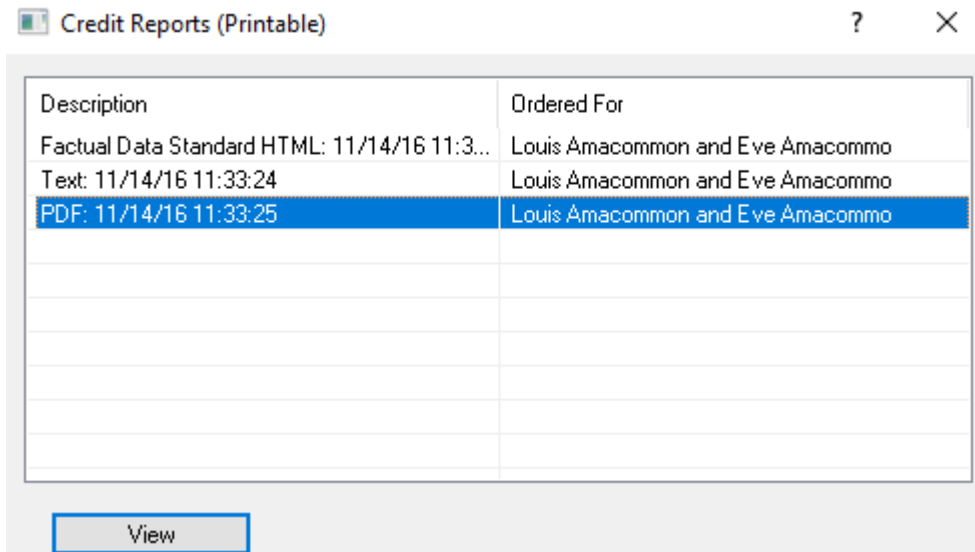 Credit Reports (Printable) ? ×
Description Ordered For
Factual Data Standard HTML: 11/14/16 11:3... Louis Amacommon and Eve Amacommo
Text: 11/14/16 11:33:24 Louis Amacommon and Eve Amacommo
PDF: 11/14/16 11:33:25 Louis Amacommon and Eve Amacommo
View